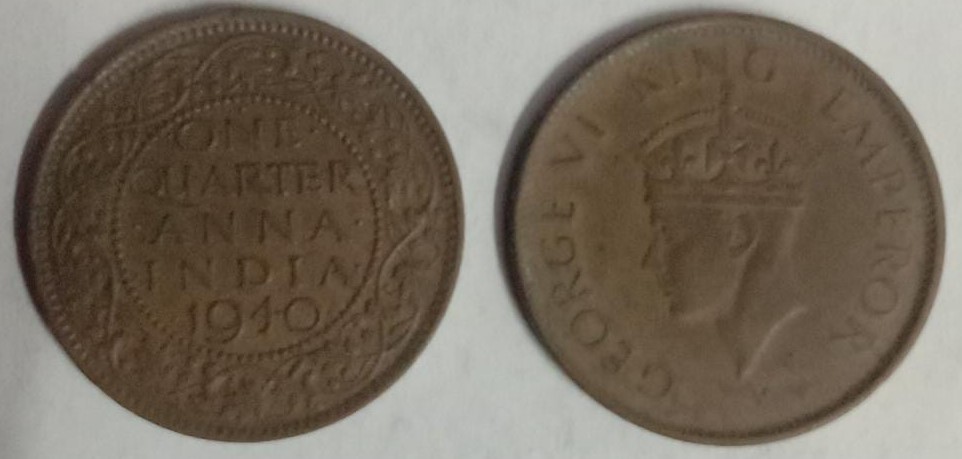 ONE
QUARTER
·ANNA·
INDIA
1940
GEORGE VI KING EMPEROR